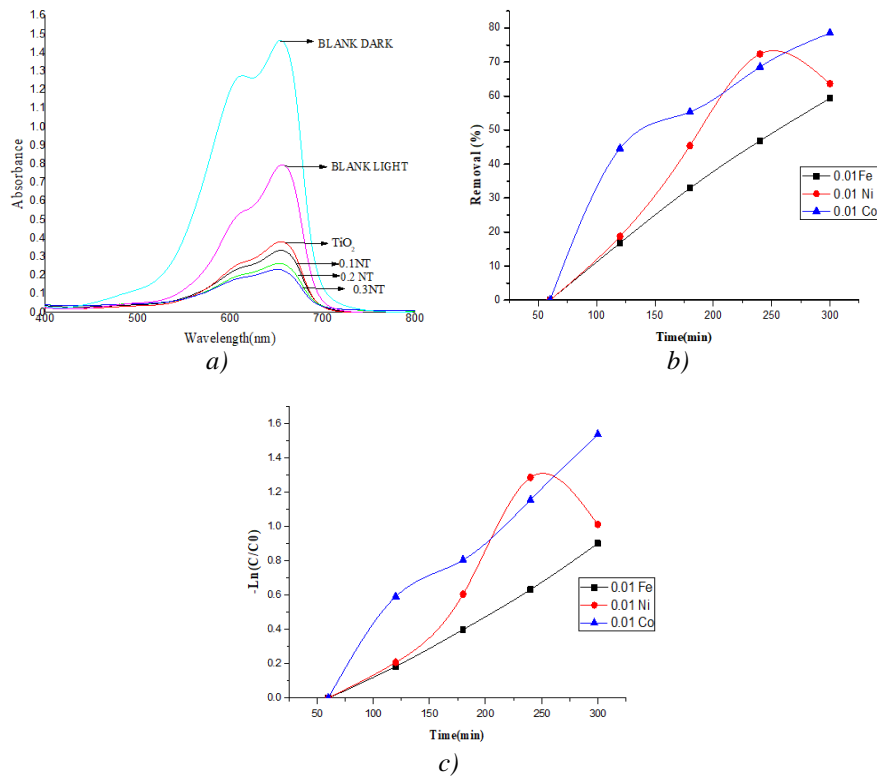 1.6
1.5
1.4
1.3
1.2
1.1
1.0
0.9
0.8
0.7
0.6
0.5
0.4
0.3
0.2
0.1
0.0
400
500
600
700
800
Absorbance
Wavelength(nm)
BLANK DARK
BLANK LIGHT
TiO2
0.1NT
0.2 NT
0.3NT
a)
80
70
60
50
40
30
20
10
0
50
100
150
200
250
300
Removal (%)
Time(min)
0.01Fe
0.01 Ni
0.01 Co
b)
1.6
1.4
1.2
1.0
0.8
0.6
0.4
0.2
0.0
50
100
150
200
250
300
-Ln(C/C0)
Time(min)
0.01 Fe
0.01 Ni
0.01 Co
c)